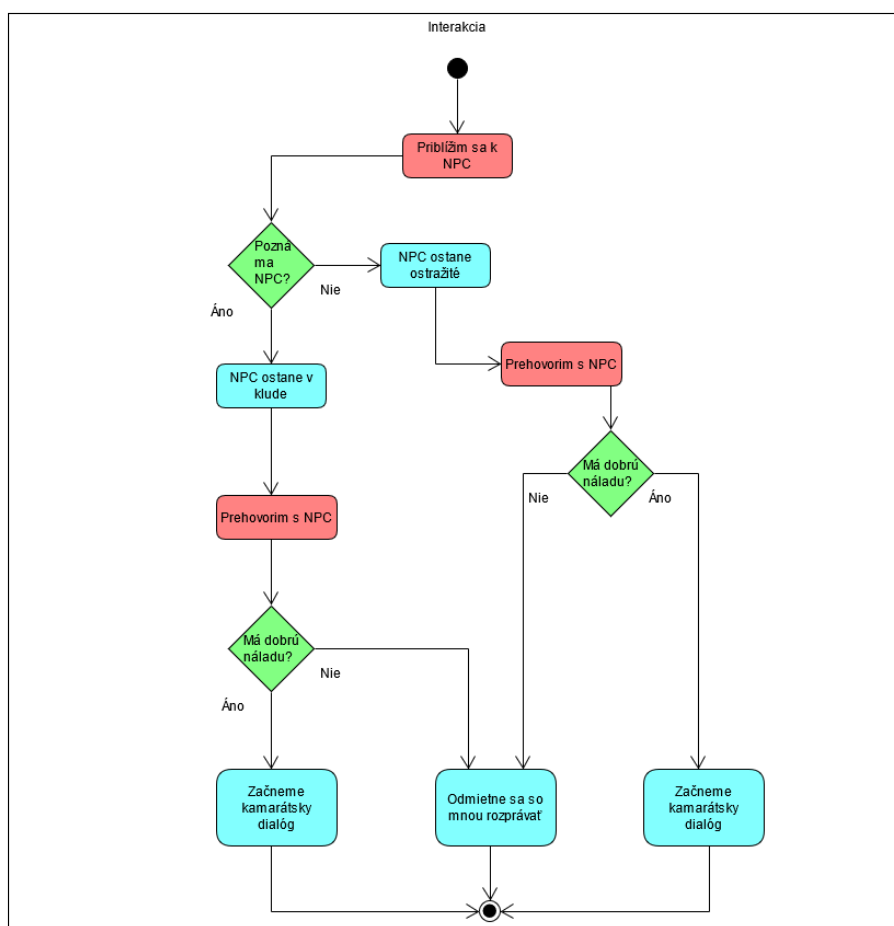 Interakcia
Priblížim sa k
NPC
Pozná
ma
NPC?
NPC ostane
ostražité
Nie
Áno
NPC ostane v
klude
Prehovorim s NPC
Má dobrú
náladu?
Nie
Áno
Prehovorim s NPC
Má dobrú
náladu?
Nie
Áno
Začneme
kamarátsky
dialóg
Odmietne sa so
mnou rozprávať
Začneme
kamarátsky
dialóg